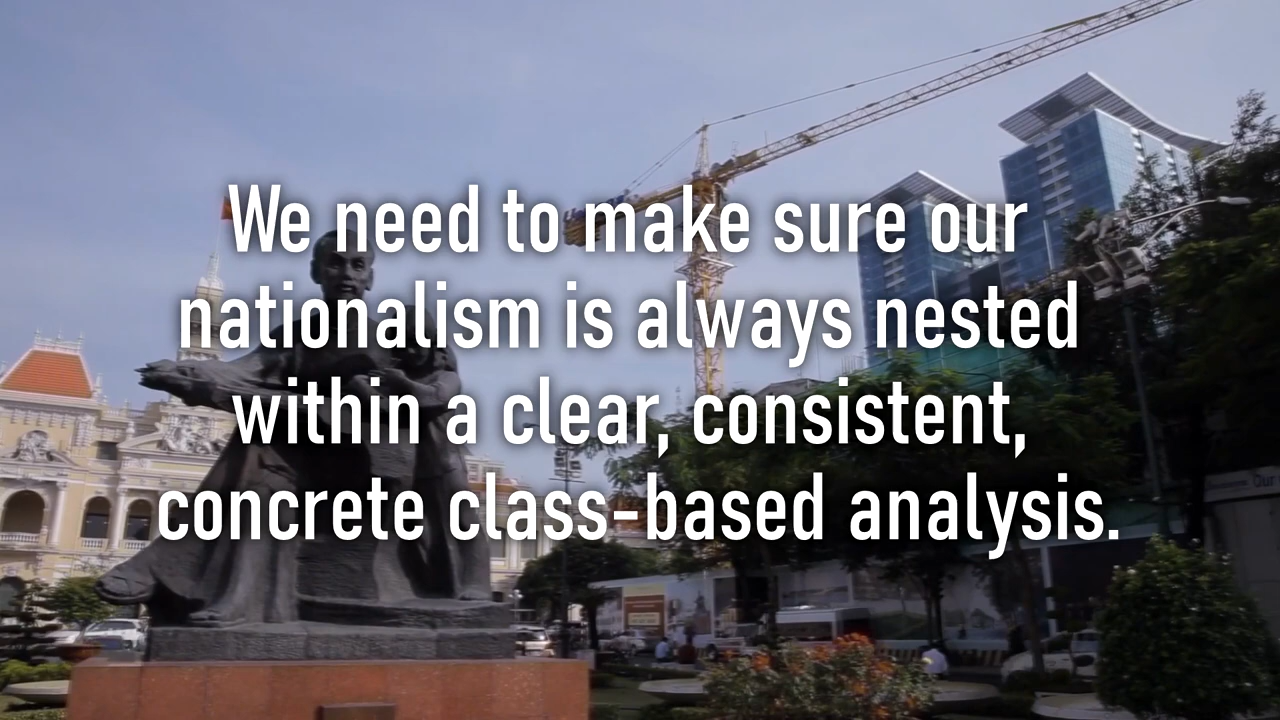 We need to make sure our
nationalism is always nested
within a clear, consistent,
concrete class-based analysis.